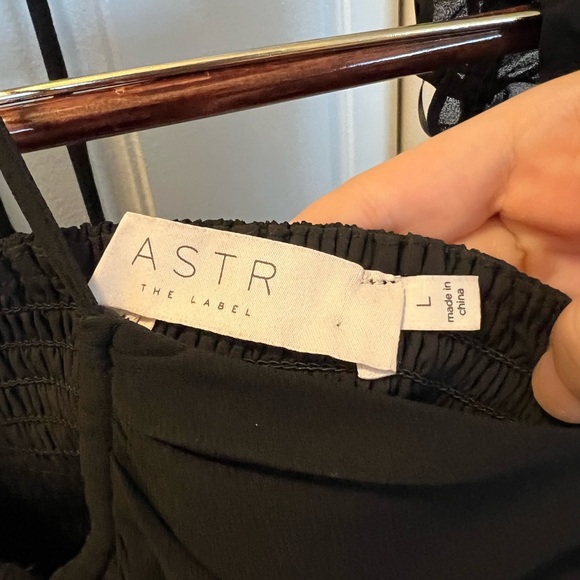 ASTR
THE LABEL
L
made in
china